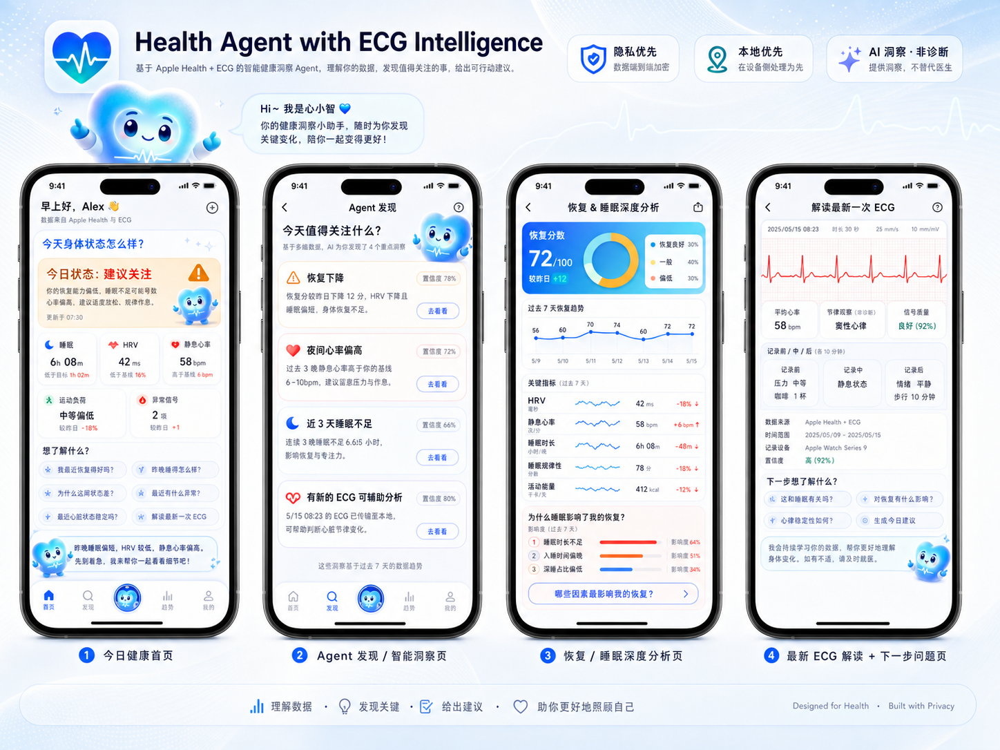 Health Agent with ECG Intelligence
基于 Apple Health + ECG 的智能健康洞察 Agent，理解你的数据，发现值得关注的事，给出可行动建议。
隐私优先
数据端到端加密
本地优先
在设备侧处理为先
AI 洞察 · 非诊断
提供洞察，不替代医生
Hi~ 我是心小智
你的健康洞察小助手，随时为你发现
关键变化，陪你一起变得更好！
9:41
早上好，Alex
数据来自 Apple Health 与 ECG
今天身体状态怎么样？
今日状态：建议关注
你的恢复能力偏低，睡眠不足可能导致
心率偏高，建议适度放松、规律作息。
更新于 07:30
睡眠
6h 08m
低于目标 1h 02m
HRV
42 ms
低于基线 16%
静息心率
58 bpm
高于基线 6 bpm
运动负荷
中等偏低
较昨日 -18%
异常信号
2 项
较昨日 +1
想了解什么？
我最近恢复得好吗？
昨晚睡得怎么样？
为什么这周状态差？
最近有什么异常？
最近心脏状态稳定吗？
解读最新一次 ECG
昨晚睡眠偏短，HRV 较低，静息心率偏高。
先别着急，我来帮你一起看看细节吧！
首页
发现
趋势
我的
1 今日健康首页
9:41
Agent 发现
今天值得关注什么？
基于多维数据，AI 为你发现了 4 个重点洞察
恢复下降
置信度 78%
恢复分较昨日下降 12 分，HRV 下降且
睡眠偏短，身体恢复不足。
去看看
夜间心率偏高
置信度 72%
过去 3 晚静息心率高于你的基线
6-10bpm，建议留意压力与作息。
去看看
近 3 天睡眠不足
置信度 66%
连续 3 晚睡眠不足 6.6!5 小时，
影响恢复与专注力。
去看看
有新的 ECG 可辅助分析
置信度 80%
5/15 08:23 的 ECG 已传输至本地，
可帮助判断心脏节律变化。
去看看
这些洞察基于过去 7 天的数据趋势
首页
发现
趋势
我的
2 Agent 发现 / 智能洞察页
9:41
恢复 & 睡眠深度分析
恢复分数
72/100
较昨日 +12
恢复良好 30%
一般 40%
偏低 30%
过去 7 天恢复趋势
56 60 70 74 60 72 72
5/9 5/10 5/11 5/12 5/13 5/14 5/15
关键指标（过去 7 天）
HRV
毫秒
42 ms
-18% ↓
静息心率
次/分
58 bpm
+6 bpm ↑
睡眠时长
小时/晚
6h 08m
-48m ↓
睡眠规律性
分数
78 分
-18% ↓
活动能量
千卡/天
412 kcal
-12% ↓
为什么睡眠影响了我的恢复？
影响度（过去 7 天）
1 睡眠时长不足 影响度 64%
2 入睡时间偏晚 影响度 51%
3 深睡占比偏低 影响度 34%
哪些因素最影响我的恢复？
3 恢复 / 睡眠深度分析页
9:41
解读最新一次 ECG
2025/05/15 08:23 时长 30 秒 25 mm/s 10 mm/mV
平均心率
58 bpm
节律观察（非诊断）
窦性心律
信号质量
良好 (92%)
记录前 / 中 / 后（各 10 分钟）
记录前
压力 中等
咖啡 1 杯
记录中
静息状态
记录后
情绪 平静
步行 10 分钟
数据来源 Apple Health + ECG
时间范围 2025/05/09 - 2025/05/15
记录设备 Apple Watch Series 9
置信度 高 (92%)
下一步想了解什么？
这和睡眠有关吗？
对恢复有什么影响？
心律稳定性如何？
生成今日建议
我会持续学习你的数据，帮你更好地理解
身体变化。如有不适，请及时就医。
4 最新 ECG 解读 + 下一步问题页
理解数据 · 发现关键 · 给出建议 · 助你更好地照顾自己
Designed for Health · Built with Privacy